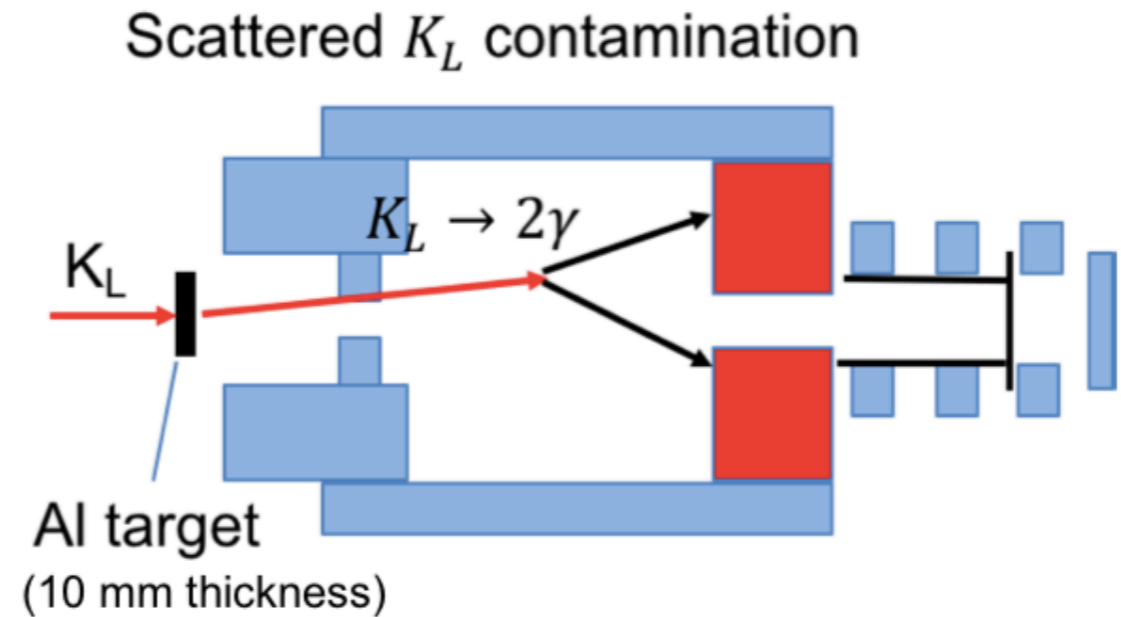 Scattered K_L contamination
K_L → 2γ
K_L
Al target
(10 mm thickness)